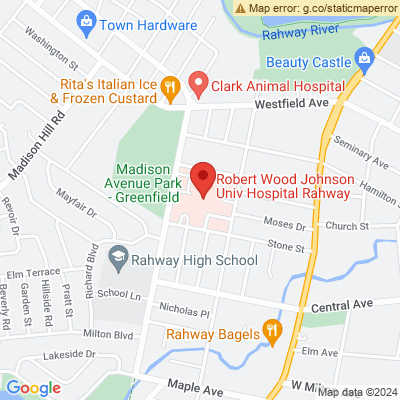 Map error: g.co/staticmaperror
Rahway River
Town Hardware
Washington St
Beauty Castle
Rita's Italian Ice
& Frozen Custard
Clark Animal Hospital
Westfield Ave
Madison Hill Rd
Seminary Ave
Madison
Avenue Park
- Greenfield
Robert Wood Johnson
Univ Hospital Rahway
Hamilton S
Mayfair Dr
Revoir Dr
Moses Dr
Church St
Stone St
Richard Blvd
Rahway High School
Elm Terrace
Beverly Rd
Garden St
Hillside Rd
Pratt St
School Ln
Nicholas Pl
Central Ave
Milton Blvd
Rahway Bagels
Lakeside Dr
Elm Ave
Maple Ave
W Mil
Google
Map data ©2024